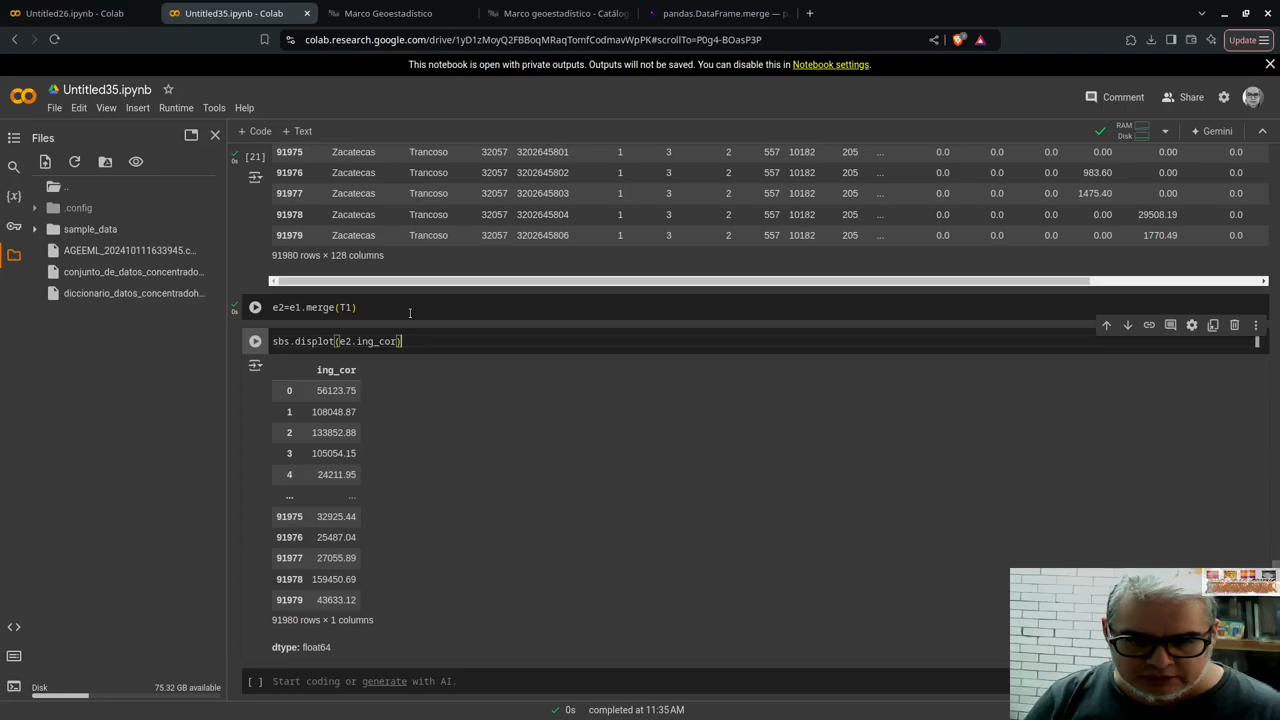 Untitled26.ipynb - Colab
Untitled35.ipynb - Colab
Marco Geoestadístico
Marco geoestadístico - Catálog
pandas.DataFrame.merge — p
colab.research.google.com/drive/1yD1zMoyQ2FBBoqMRaqTomfCodmavWpPK#scrollTo=P0g4-BOasP3P
Update
This notebook is open with private outputs. Outputs will not be saved. You can disable this in Notebook settings.
Untitled35.ipynb
File Edit View Insert Runtime Tools Help
Comment Share
Files
+ Code + Text
RAM
Disk
Gemini
..
.config
sample_data
AGEEML_202410111633945.c...
conjunto_de_datos_concentrado...
diccionario_datos_concentradoh...
0s
[21]
91975 Zacatecas Trancoso 32057 3202645801 1 3 2 557 10182 205 ... 0.0 0.0 0.0 0.00 0.00 0.0
91976 Zacatecas Trancoso 32057 3202645802 1 3 2 557 10182 205 ... 0.0 0.0 0.0 983.60 0.00 0.0
91977 Zacatecas Trancoso 32057 3202645803 1 3 2 557 10182 205 ... 0.0 0.0 0.0 1475.40 0.00 0.0
91978 Zacatecas Trancoso 32057 3202645804 1 3 2 557 10182 205 ... 0.0 0.0 0.0 0.00 29508.19 0.0
91979 Zacatecas Trancoso 32057 3202645806 1 3 2 557 10182 205 ... 0.0 0.0 0.0 0.00 1770.49 0.0
91980 rows × 128 columns
0s
e2=e1.merge(T1)
sbs.displot(e2.ing_cor)
ing_cor
0 56123.75
1 108048.87
2 133852.88
3 105054.15
4 24211.95
... ...
91975 32925.44
91976 25487.04
91977 27055.89
91978 159450.69
91979 43633.12
91980 rows × 1 columns
dtype: float64
[ ] Start coding or generate with AI.
Disk 75.32 GB available
0s completed at 11:35 AM